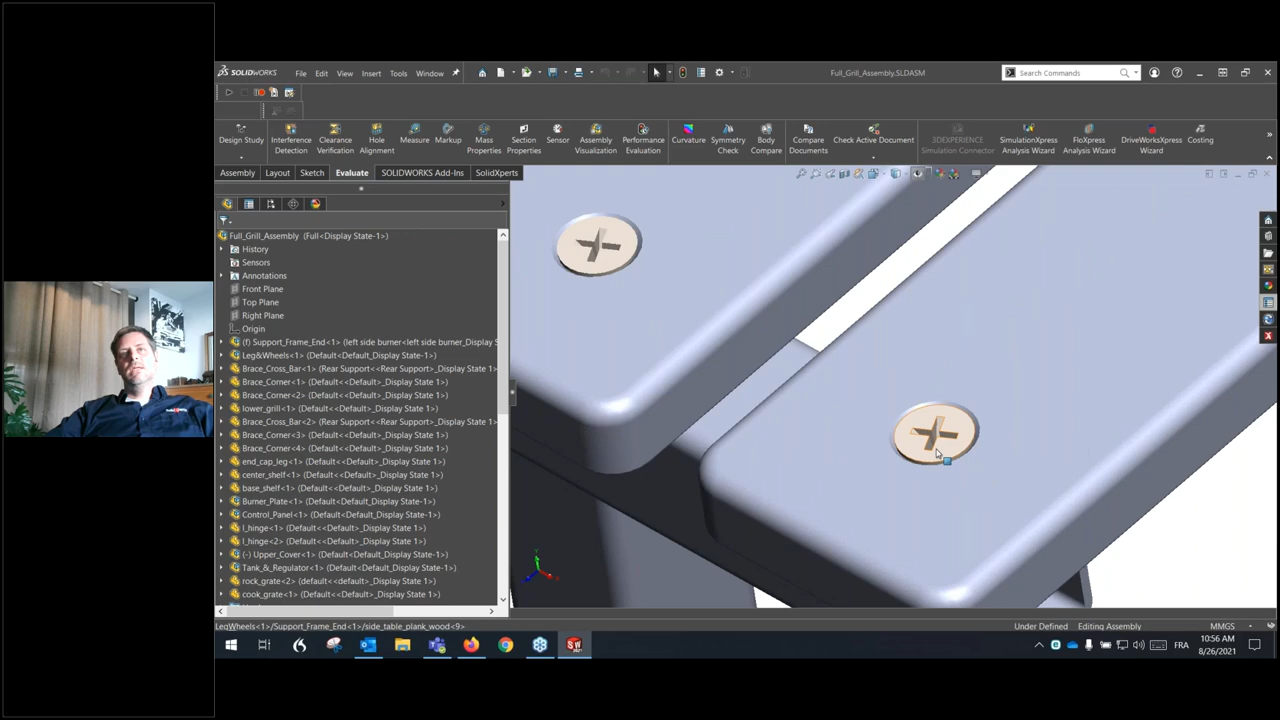 SOLIDWORKS File Edit View Insert Tools Window Full_Grill_Assembly.SLDASM Search Commands
Design Study Interference Detection Clearance Verification Hole Alignment Measure Markup Mass Properties Section Properties Sensor Assembly Visualization Performance Evaluation Curvature Symmetry Check Body Compare Compare Documents Check Active Document 3DEXPERIENCE Simulation Connector SimulationXpress Analysis Wizard FloXpress Analysis Wizard DriveWorksXpress Wizard Costing
Assembly Layout Sketch Evaluate SOLIDWORKS Add-Ins SolidXperts
Full_Grill_Assembly (Full<Display State-1>)
History
Sensors
Annotations
Front Plane
Top Plane
Right Plane
Origin
(f) Support_Frame_End<1> (left side burner<left side burner_Display S
Leg&Wheels<1> (Default<Default_Display State-1>)
Brace_Cross_Bar<1> (Rear Support<<Rear Support>_Display State 1>
Brace_Corner<1> (Default<<Default>_Display State 1>)
Brace_Corner<2> (Default<<Default>_Display State 1>)
lower_grill<1> (Default<<Default>_Display State 1>)
Brace_Cross_Bar<2> (Rear Support<<Rear Support>_Display State 1>
Brace_Corner<3> (Default<<Default>_Display State 1>)
Brace_Corner<4> (Default<<Default>_Display State 1>)
end_cap_leg<1> (Default<<Default>_Display State 1>)
center_shelf<1> (Default<<Default>_Display State 1>)
base_shelf<1> (Default<<Default>_Display State 1>)
Burner_Plate<1> (Default<Default_Display State-1>)
Control_Panel<1> (Default<Default_Display State-1>)
l_hinge<1> (Default<<Default>_Display State 1>)
l_hinge<2> (Default<<Default>_Display State 1>)
(-) Upper_Cover<1> (Default<Default_Display State-1>)
Tank_&_Regulator<1> (Default<Default_Display State-1>)
rock_grate<2> (default<<default>_Display State 1>)
cook_grate<1> (Default<<Default>_Display State 1>)
LegWheels<1>/Support_Frame_End<1>/side_table_plank_wood<9> Under Defined Editing Assembly MMGS
FRA 10:56 AM
8/26/2021